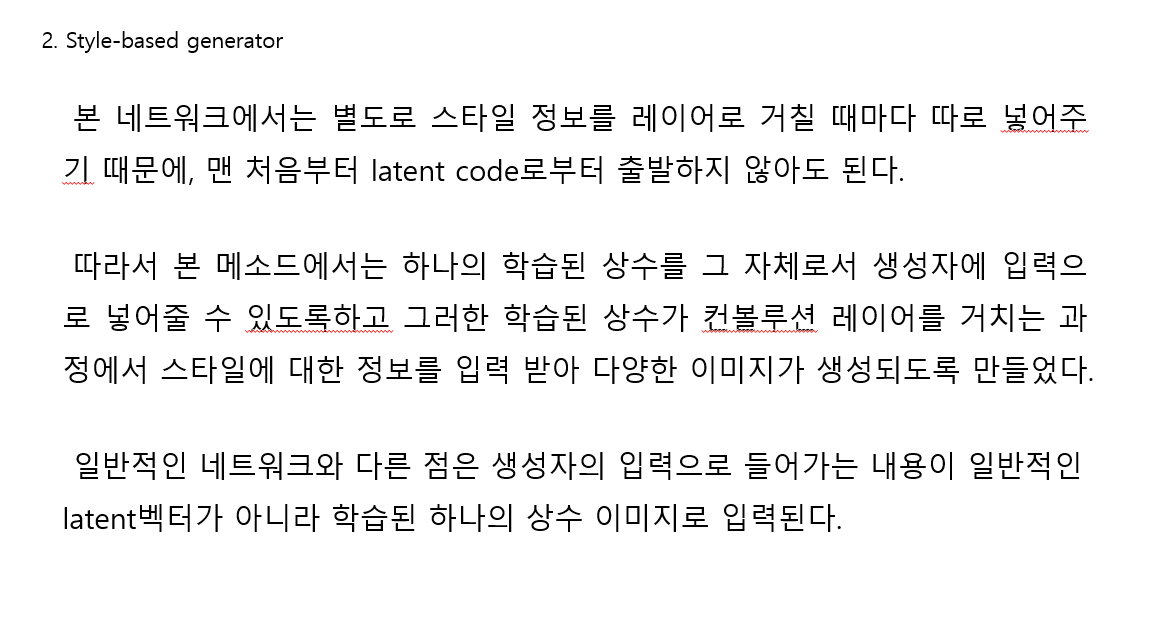 2. Style-based generator
본 네트워크에서는 별도로 스타일 정보를 레이어로 거칠 때마다 따로 넣어주
기 때문에, 맨 처음부터 latent code로부터 출발하지 않아도 된다.
따라서 본 메소드에서는 하나의 학습된 상수를 그 자체로서 생성자에 입력으
로 넣어줄 수 있도록하고 그러한 학습된 상수가 컨볼루션 레이어를 거치는 과
정에서 스타일에 대한 정보를 입력 받아 다양한 이미지가 생성되도록 만들었다.
일반적인 네트워크와 다른 점은 생성자의 입력으로 들어가는 내용이 일반적인
latent벡터가 아니라 학습된 하나의 상수 이미지로 입력된다.